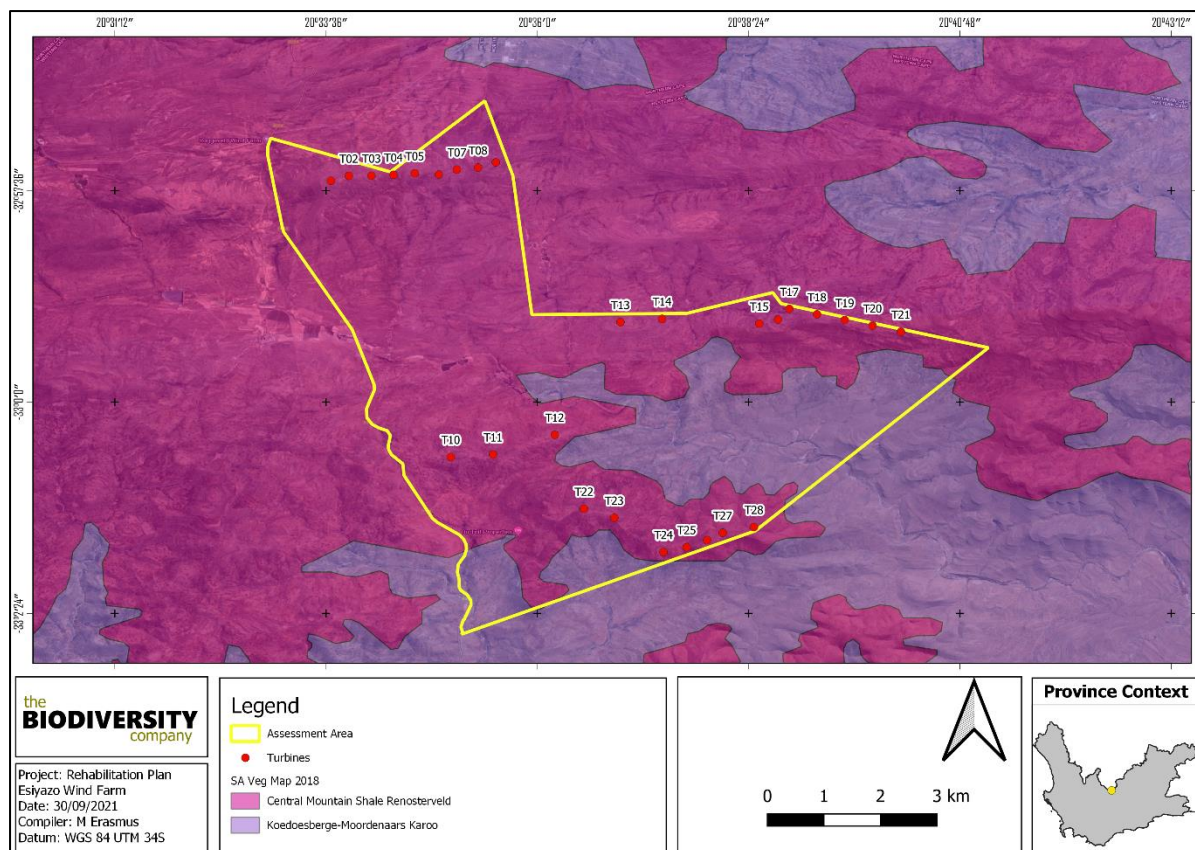 20°31'12" 20°33'36" 20°36'0" 20°38'24" 20°40'48" 20°43'12"
-32°57'36"
-33°0'0"
-33°2'24"
T02 T03 T04 T05 T07 T08
T13 T14 T15 T17 T18 T19 T20 T21
T10 T11 T12
T22 T23 T24 T25 T27 T28
the
BIODIVERSITY
company
Project: Rehabilitation Plan
Esiyazo Wind Farm
Date: 30/09/2021
Compiler: M Erasmus
Datum: WGS 84 UTM 34S
Legend
Assessment Area
Turbines
SA Veg Map 2018
Central Mountain Shale Renosterveld
Koedoesberge-Moordenaars Karoo
0 1 2 3 km
Province Context